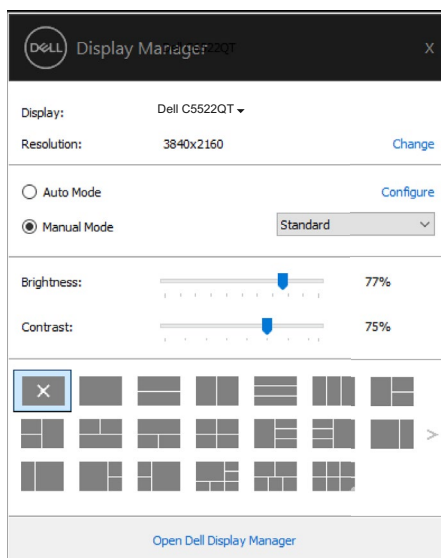 DELL Display Manager X
Display: Dell C5522QT
Resolution: 3840x2160 Change
Auto Mode Configure
Manual Mode Standard
Brightness: 77%
Contrast: 75%
>
Open Dell Display Manager